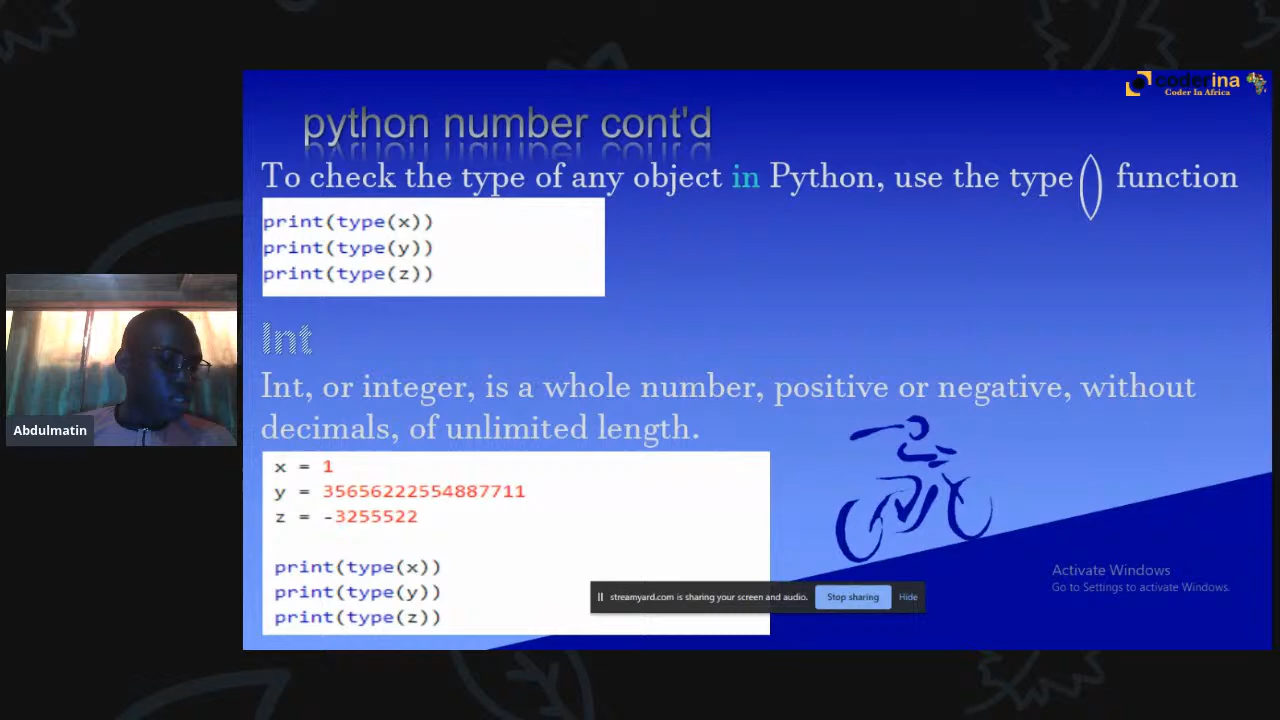 coderina
Coder In Africa
python number cont'd
To check the type of any object in Python, use the type() function
print(type(x))
print(type(y))
print(type(z))
Int
Int, or integer, is a whole number, positive or negative, without
decimals, of unlimited length.
x = 1
y = 35656222554887711
z = -3255522
print(type(x))
print(type(y))
print(type(z))
Abdulmatin
streamyard.com is sharing your screen and audio. Stop sharing Hide
Activate Windows
Go to Settings to activate Windows.